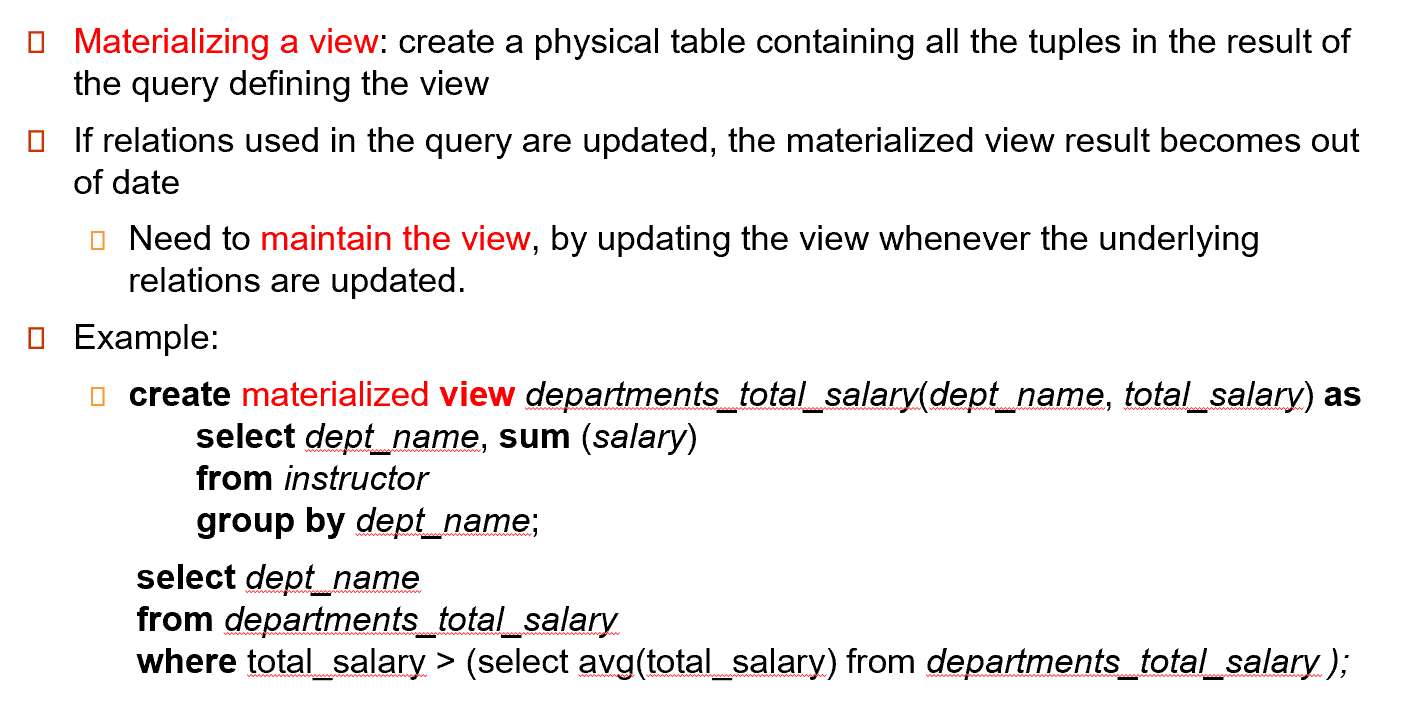 Materializing a view: create a physical table containing all the tuples in the result of
the query defining the view
If relations used in the query are updated, the materialized view result becomes out
of date
Need to maintain the view, by updating the view whenever the underlying
relations are updated.
Example:
create materialized view departments_total_salary(dept_name, total_salary) as
select dept_name, sum (salary)
from instructor
group by dept_name;
select dept_name
from departments_total_salary
where total_salary > (select avg(total_salary) from departments_total_salary );